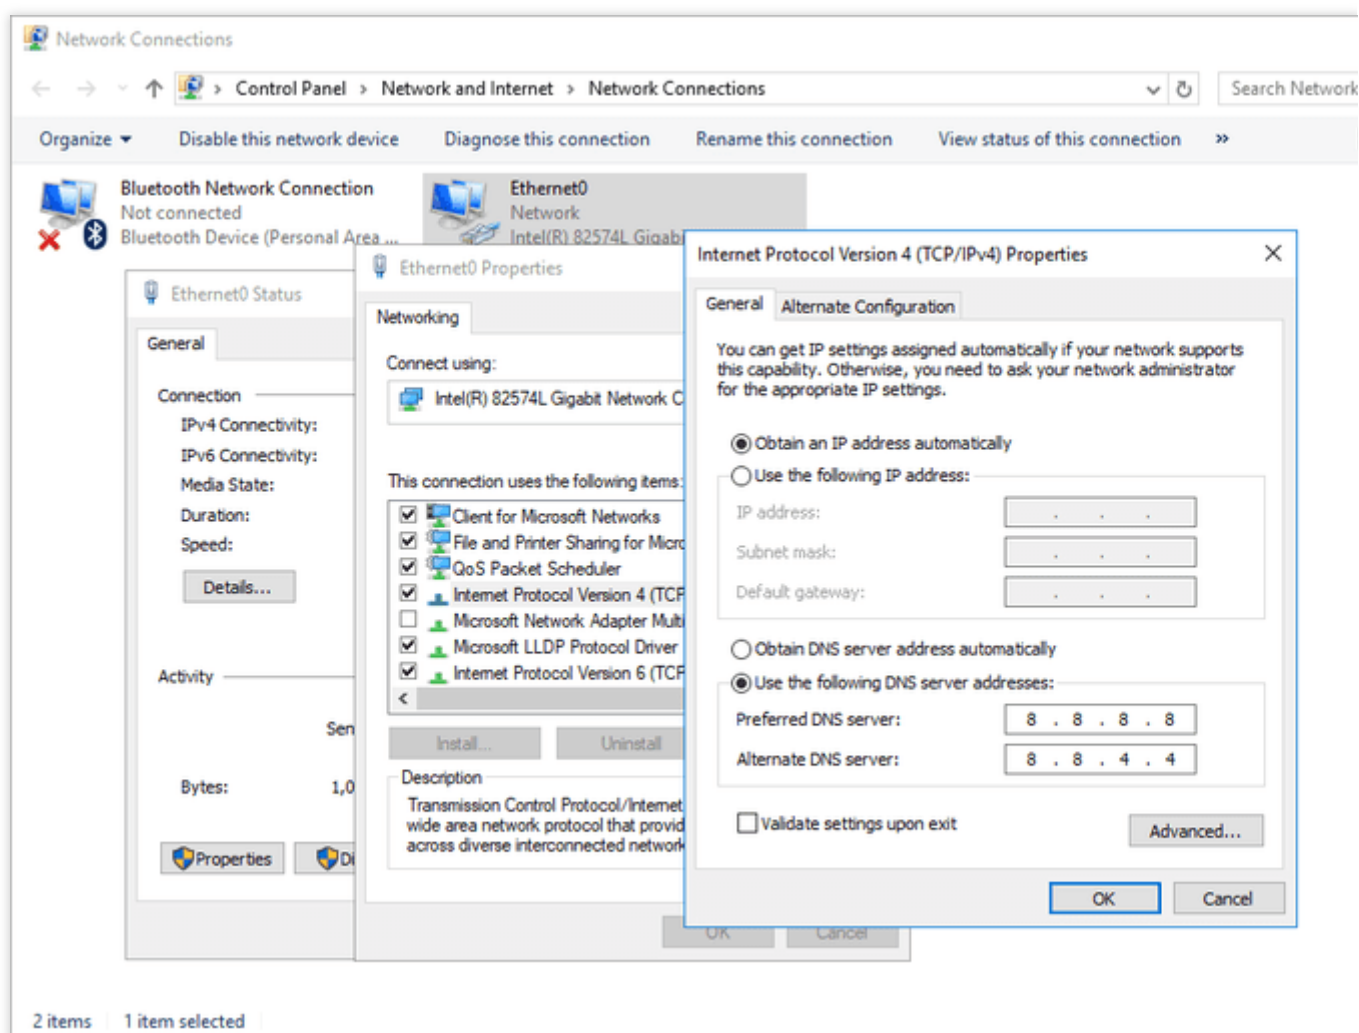 Network Connections
Control Panel > Network and Internet > Network Connections
Search Network
Organize Disable this network device Diagnose this connection Rename this connection View status of this connection »
Bluetooth Network Connection
Not connected
Bluetooth Device (Personal Area ...
Ethernet0
Network
Intel(R) 82574L Gigabi
Ethernet0 Status
General
Connection
IPv4 Connectivity:
IPv6 Connectivity:
Media State:
Duration:
Speed:
Details...
Activity
Sen
Bytes: 1,0
Properties Di
Ethernet0 Properties
Networking
Connect using:
Intel(R) 82574L Gigabit Network C
This connection uses the following items:
Client for Microsoft Networks
File and Printer Sharing for Micro
QoS Packet Scheduler
Internet Protocol Version 4 (TCP
Microsoft Network Adapter Multi
Microsoft LLDP Protocol Driver
Internet Protocol Version 6 (TCP
Install... Uninstall
Description
Transmission Control Protocol/Internet
wide area network protocol that provid
across diverse interconnected network
OK Cancel
Internet Protocol Version 4 (TCP/IPv4) Properties
General Alternate Configuration
You can get IP settings assigned automatically if your network supports
this capability. Otherwise, you need to ask your network administrator
for the appropriate IP settings.
Obtain an IP address automatically
Use the following IP address:
IP address: . . .
Subnet mask: . . .
Default gateway: . . .
Obtain DNS server address automatically
Use the following DNS server addresses:
Preferred DNS server: 8 . 8 . 8 . 8
Alternate DNS server: 8 . 8 . 4 . 4
Validate settings upon exit
Advanced...
OK Cancel
2 items 1 item selected